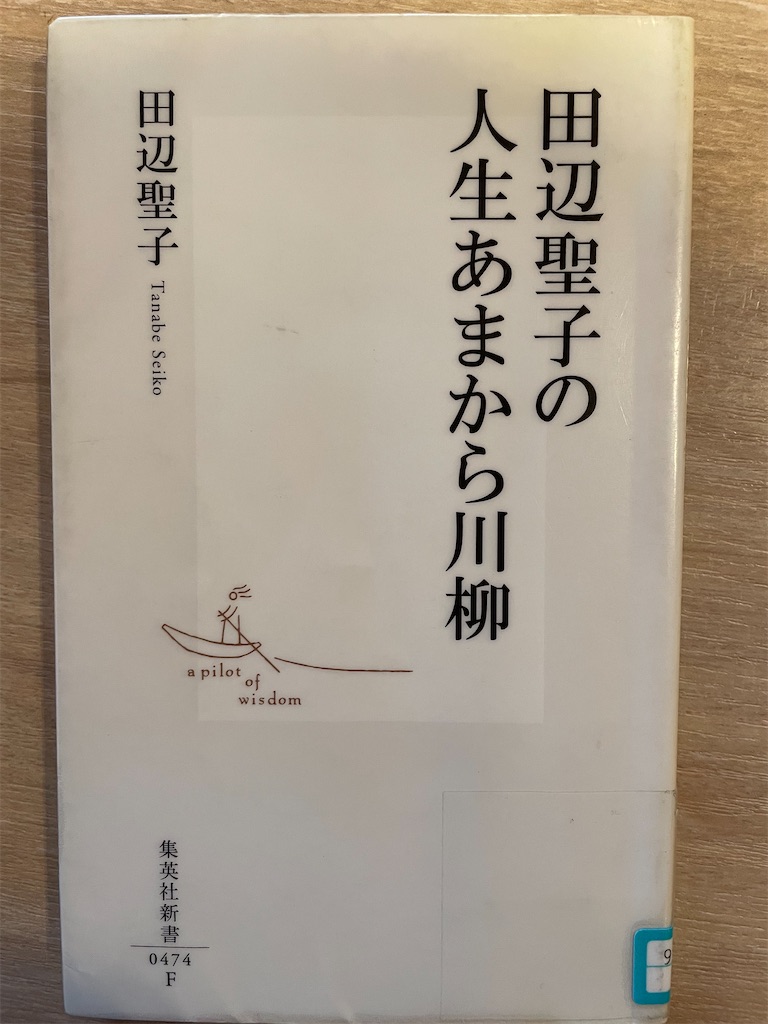 田辺聖子の
人生あまから川柳
田辺聖子 Tanabe Seiko
a pilot
of
wisdom
集英社新書
0474
F
9